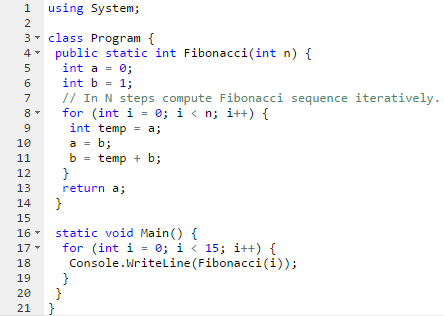 1 using System;
2
3 class Program {
4 public static int Fibonacci(int n) {
5 int a = 0;
6 int b = 1;
7 // In N steps compute Fibonacci sequence iteratively.
8 for (int i = 0; i < n; i++) {
9 int temp = a;
10 a = b;
11 b = temp + b;
12 }
13 return a;
14 }
15
16 static void Main() {
17 for (int i = 0; i < 15; i++) {
18 Console.WriteLine(Fibonacci(i));
19 }
20 }
21 }